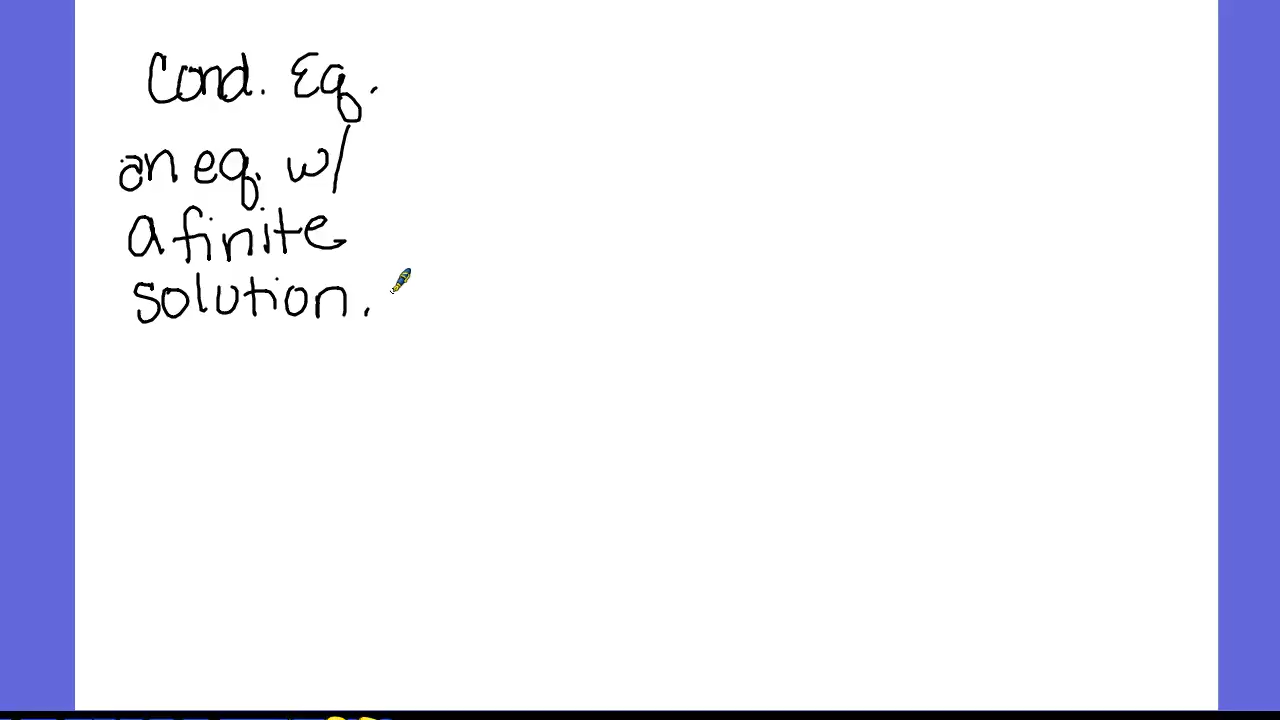 Cond. Eq.
an eq. w/
a finite
solution.